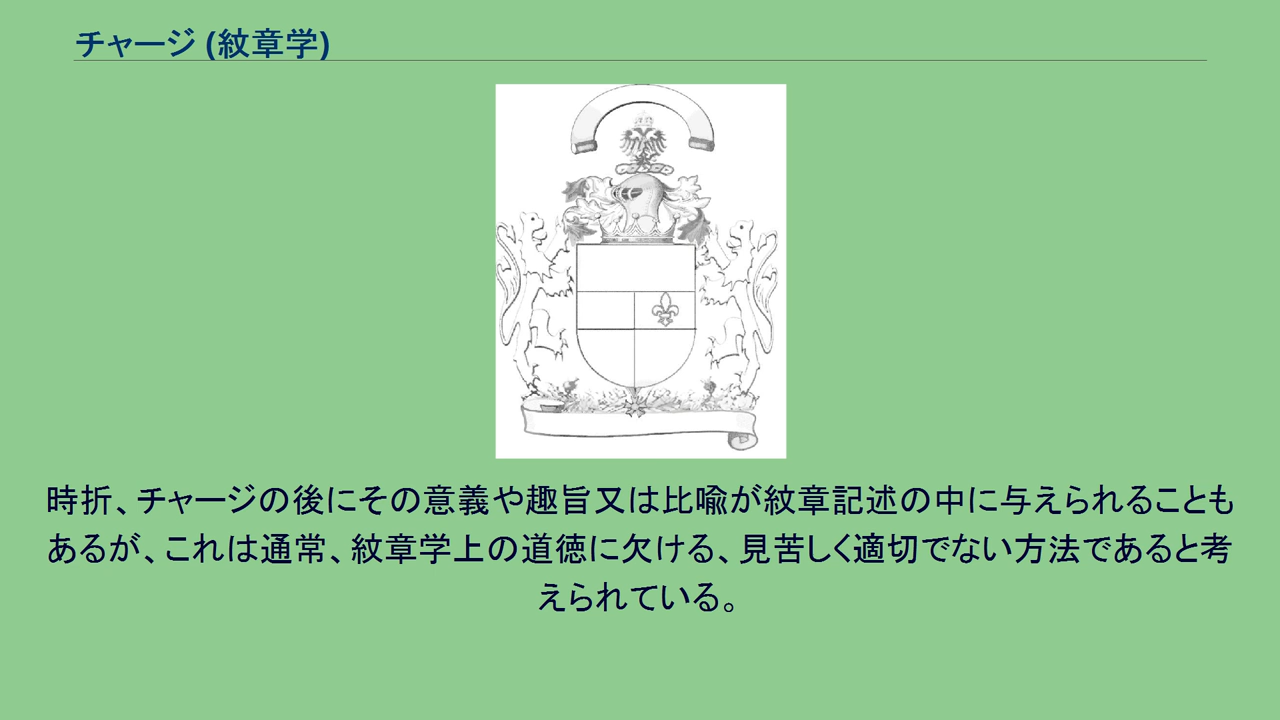 チャージ (紋章学)
時折、チャージの後にその意義や趣旨又は比喩が紋章記述の中に与えられることも
あるが、これは通常、紋章学上の道徳に欠ける、見苦しく適切でない方法であると考
えられている。